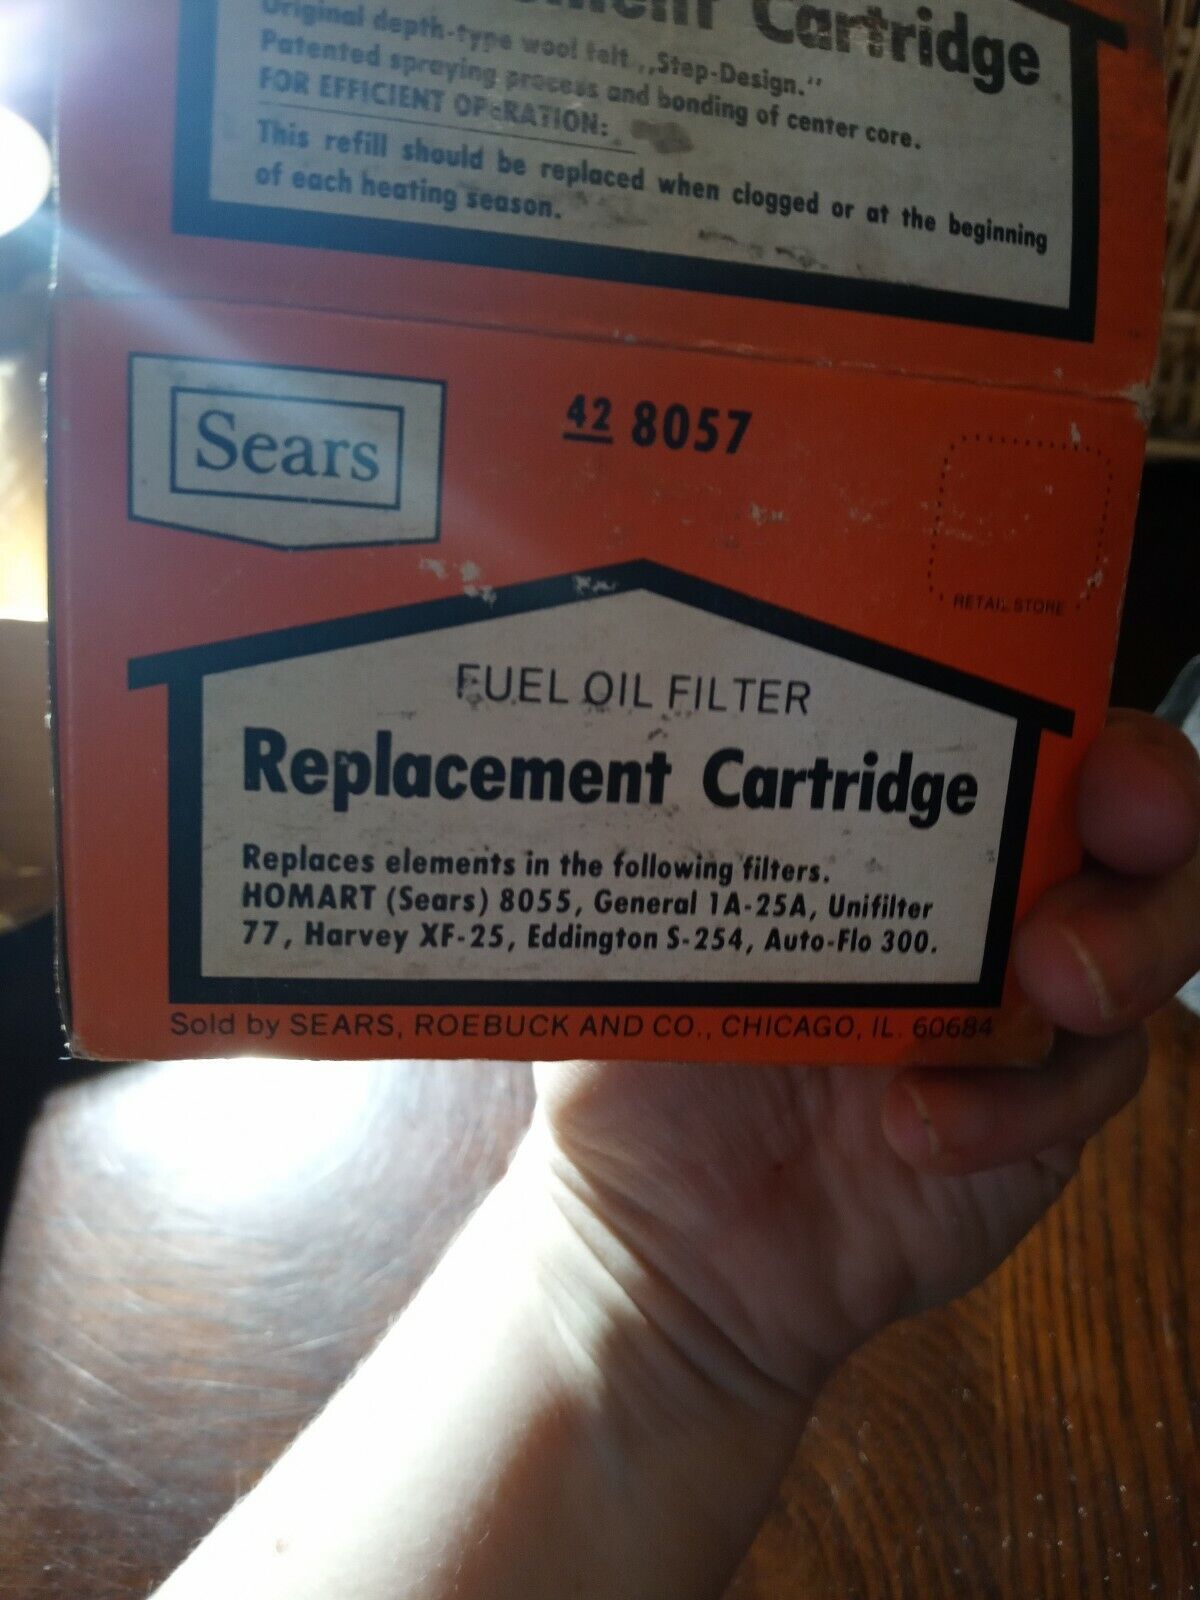 Cartridge
Original depth-type wool felt „Step-Design.“
Patented spraying process and bonding of center core.
FOR EFFICIENT OPERATION:
This refill should be replaced when clogged or at the beginning
of each heating season.
Sears
42 8057
RETAIL STORE
FUEL OIL FILTER
Replacement Cartridge
Replaces elements in the following filters.
HOMART (Sears) 8055, General 1A-25A, Unifilter
77, Harvey XF-25, Eddington S-254, Auto-Flo 300.
Sold by SEARS, ROEBUCK AND CO., CHICAGO, IL. 60684